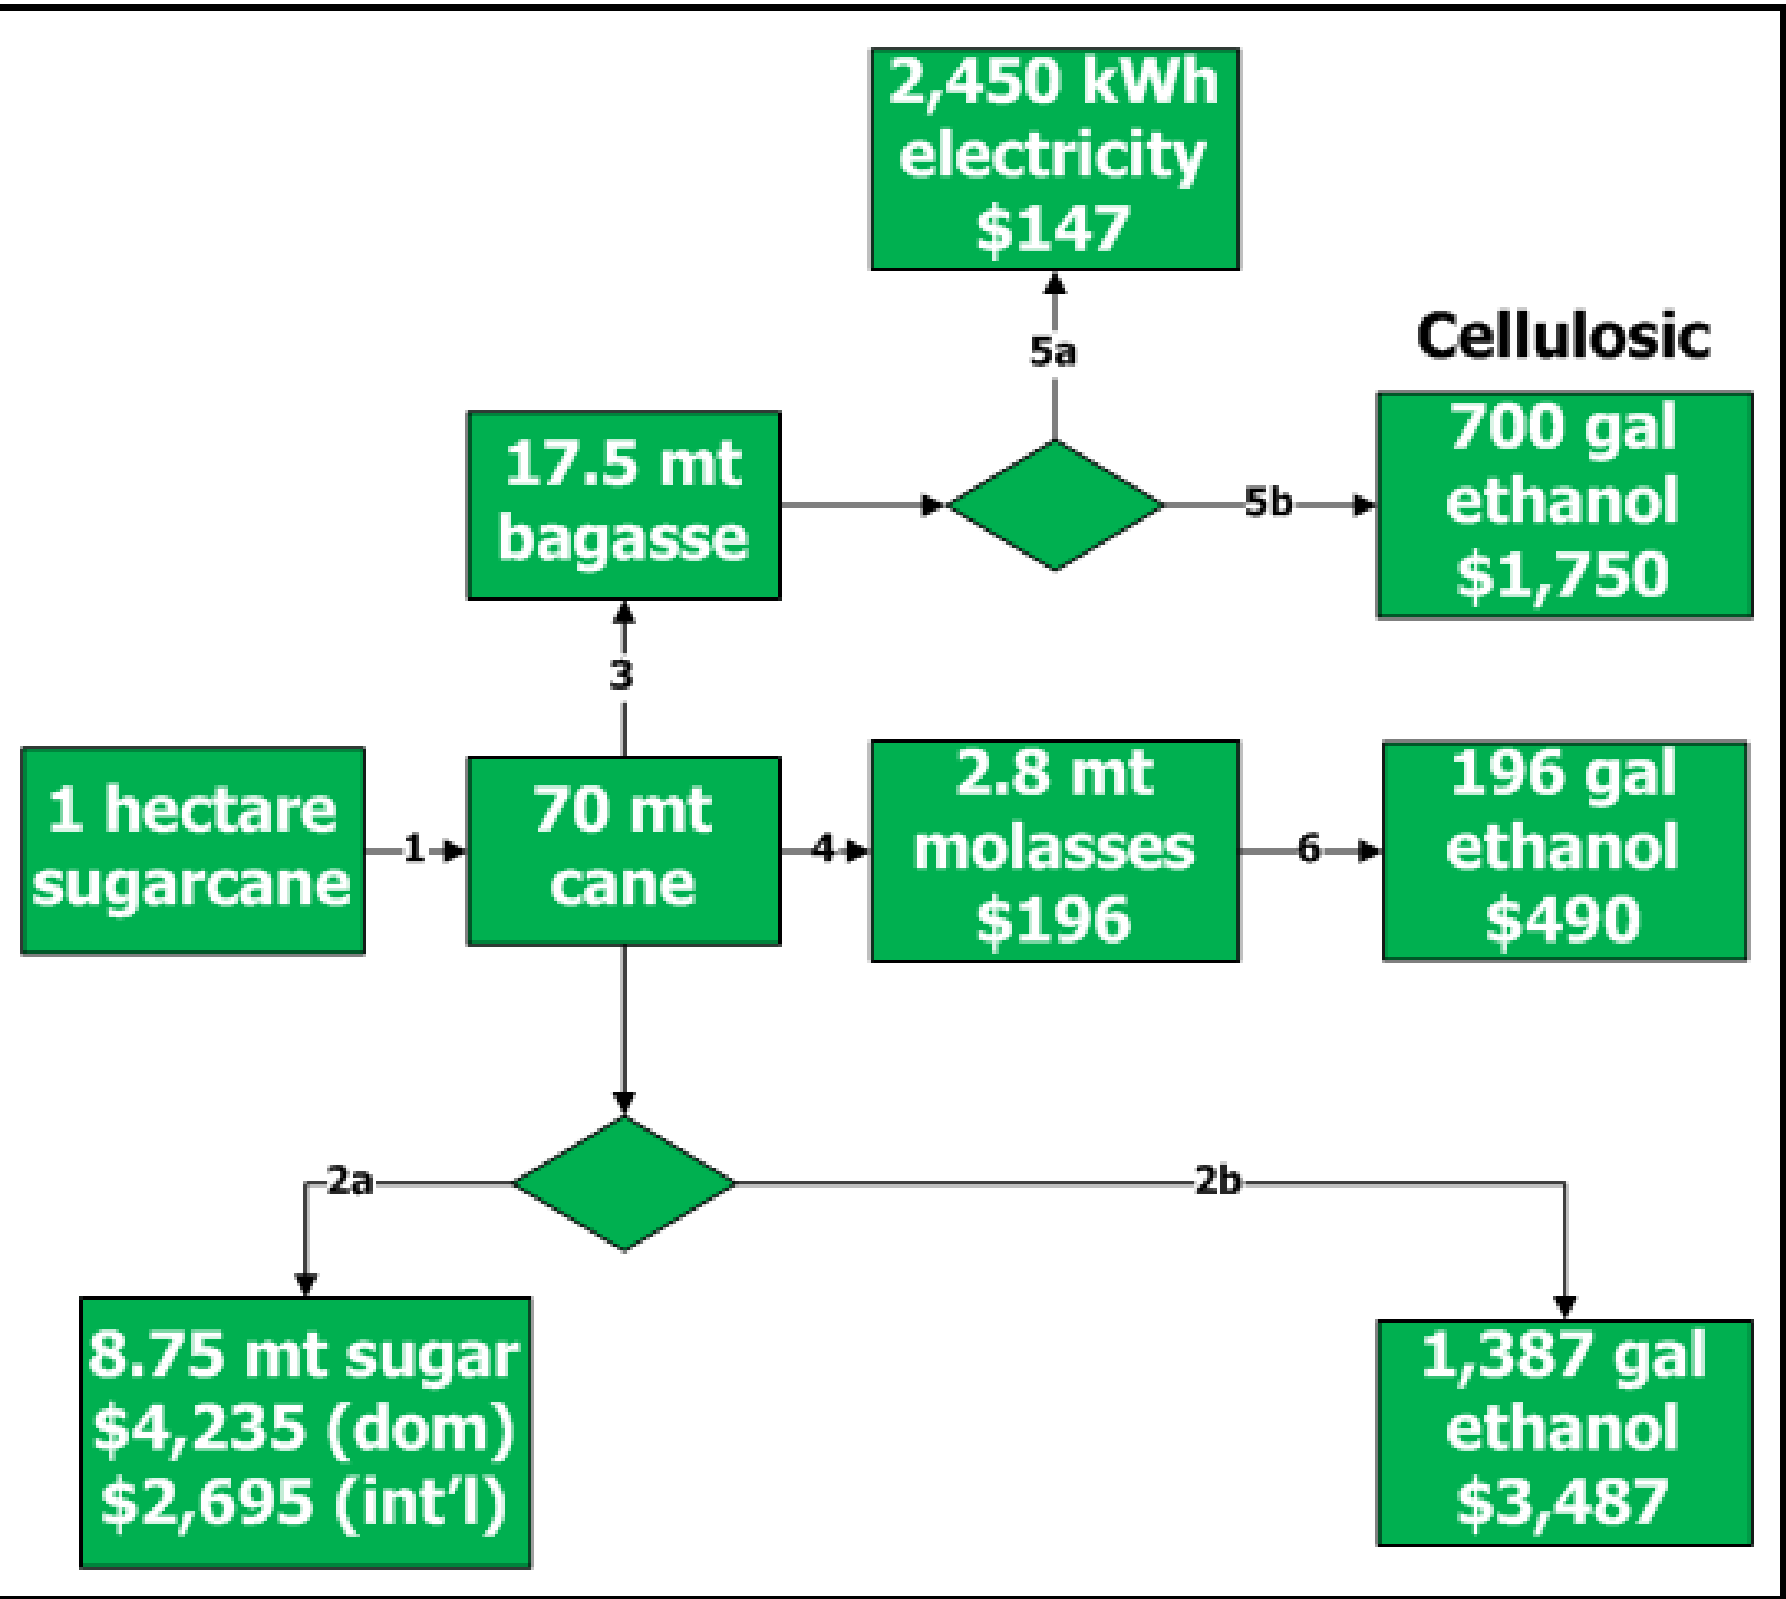 2,450 kWh
electricity
$147
5a
Cellulosic
700 gal
ethanol
$1,750
17.5 mt
bagasse
5b
3
1 hectare
sugarcane
1
70 mt
cane
4
2.8 mt
molasses
$196
6
196 gal
ethanol
$490
2a
2b
8.75 mt sugar
$4,235 (dom)
$2,695 (int’l)
1,387 gal
ethanol
$3,487